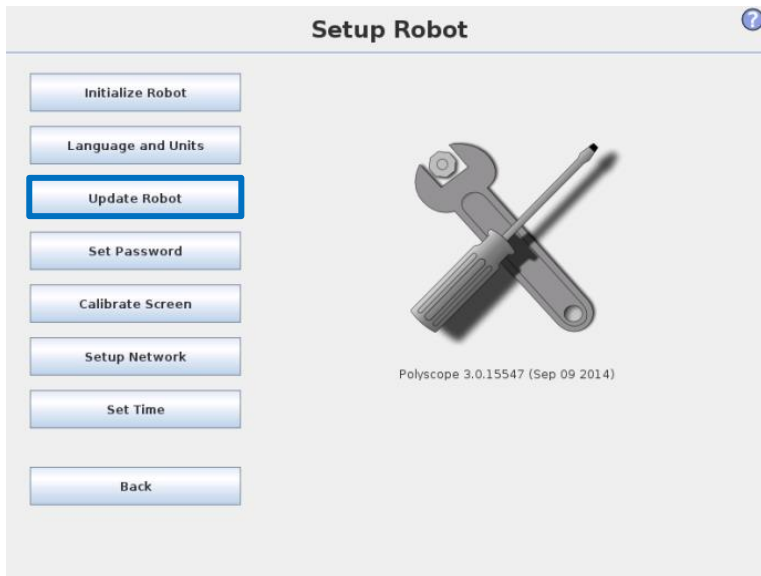 Setup Robot
?
Initialize Robot
Language and Units
Update Robot
Set Password
Calibrate Screen
Setup Network
Set Time
Back
Polyscope 3.0.15547 (Sep 09 2014)